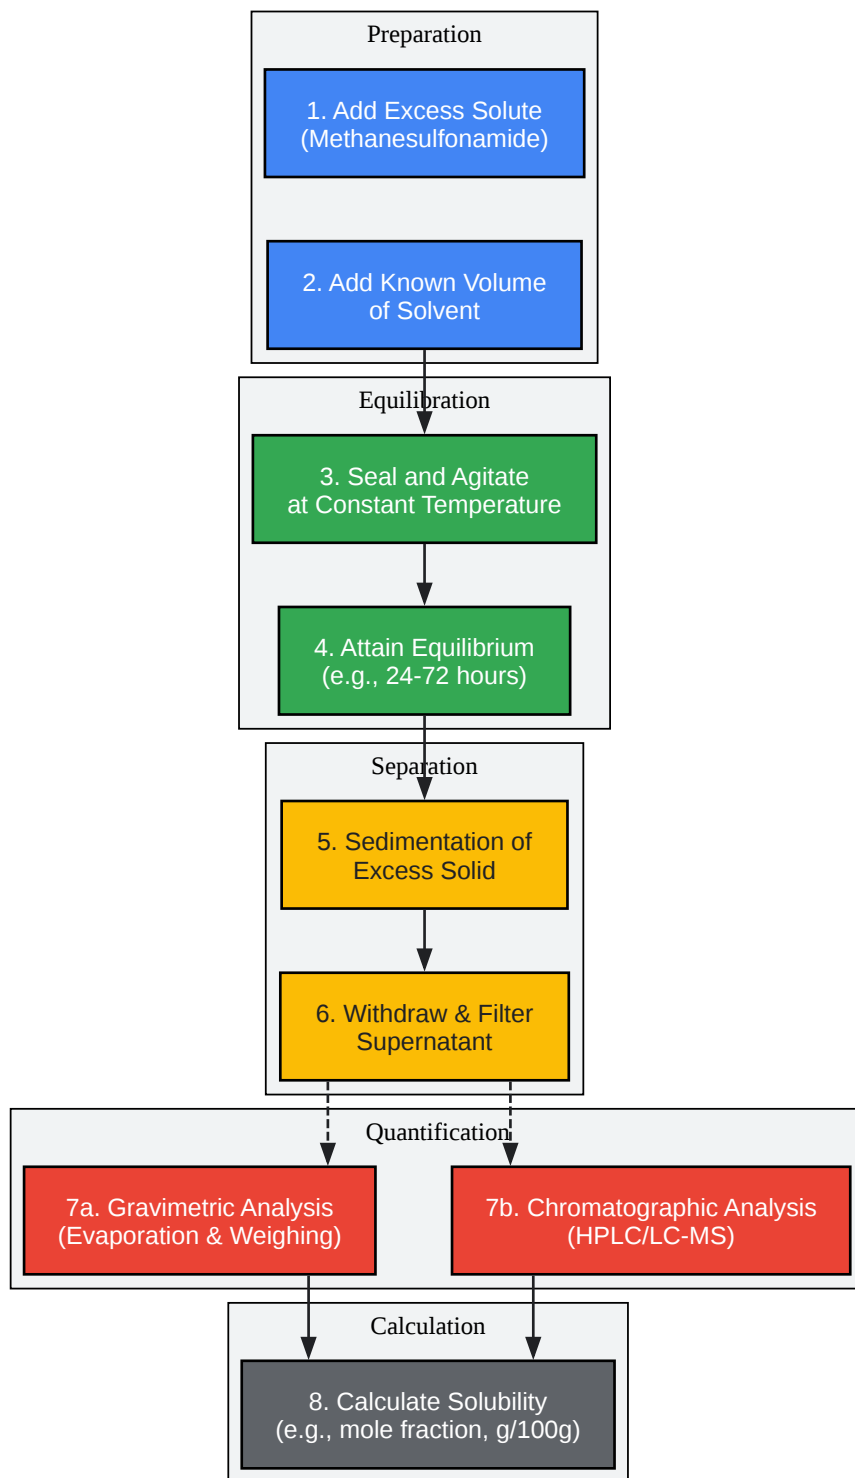 Preparation
1. Add Excess Solute
(Methanesulfonamide)
2. Add Known Volume
of Solvent
Equilibration
3. Seal and Agitate
at Constant Temperature
4. Attain Equilibrium
(e.g., 24-72 hours)
Separation
5. Sedimentation of
Excess Solid
6. Withdraw & Filter
Supernatant
Quantification
7a. Gravimetric Analysis
(Evaporation & Weighing)
7b. Chromatographic Analysis
(HPLC/LC-MS)
Calculation
8. Calculate Solubility
(e.g., mole fraction, g/100g)